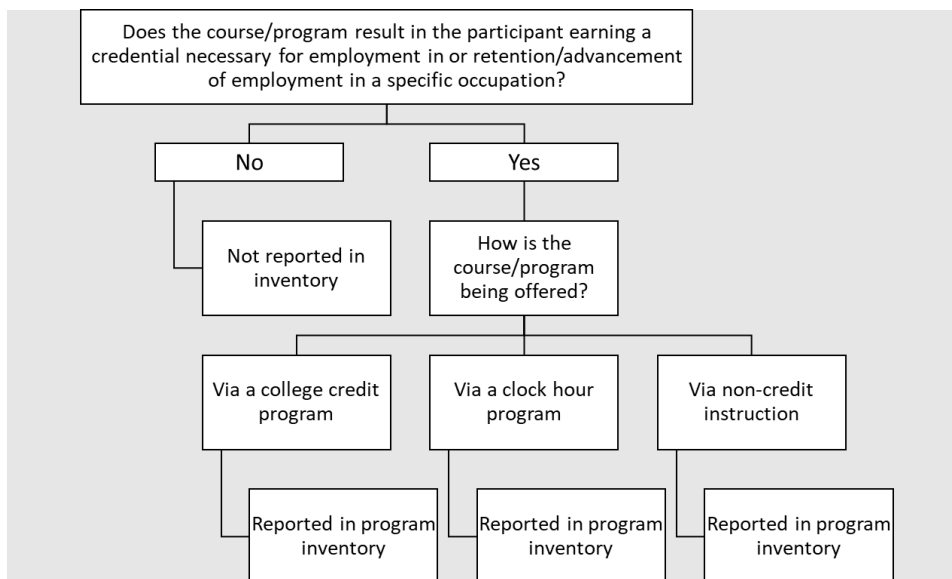 Does the course/program result in the participant earning a
credential necessary for employment in or retention/advancement
of employment in a specific occupation?
No
Yes
Not reported in
inventory
How is the
course/program
being offered?
Via a college credit
program
Via a clock hour
program
Via non-credit
instruction
Reported in program
inventory
Reported in program
inventory
Reported in program
inventory